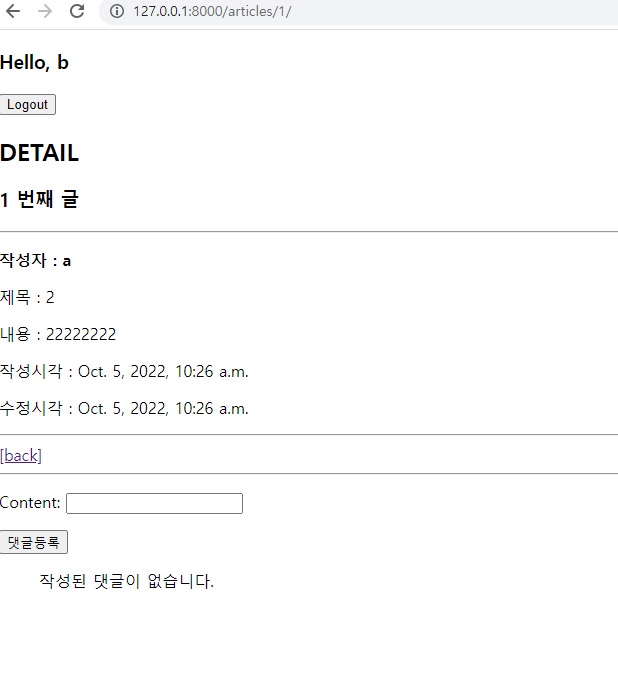 127.0.0.1:8000/articles/1/
Hello, b
Logout
DETAIL
1 번째 글
작성자 : a
제목 : 2
내용 : 22222222
작성시각 : Oct. 5, 2022, 10:26 a.m.
수정시각 : Oct. 5, 2022, 10:26 a.m.
[back]
Content:
댓글등록
작성된 댓글이 없습니다.